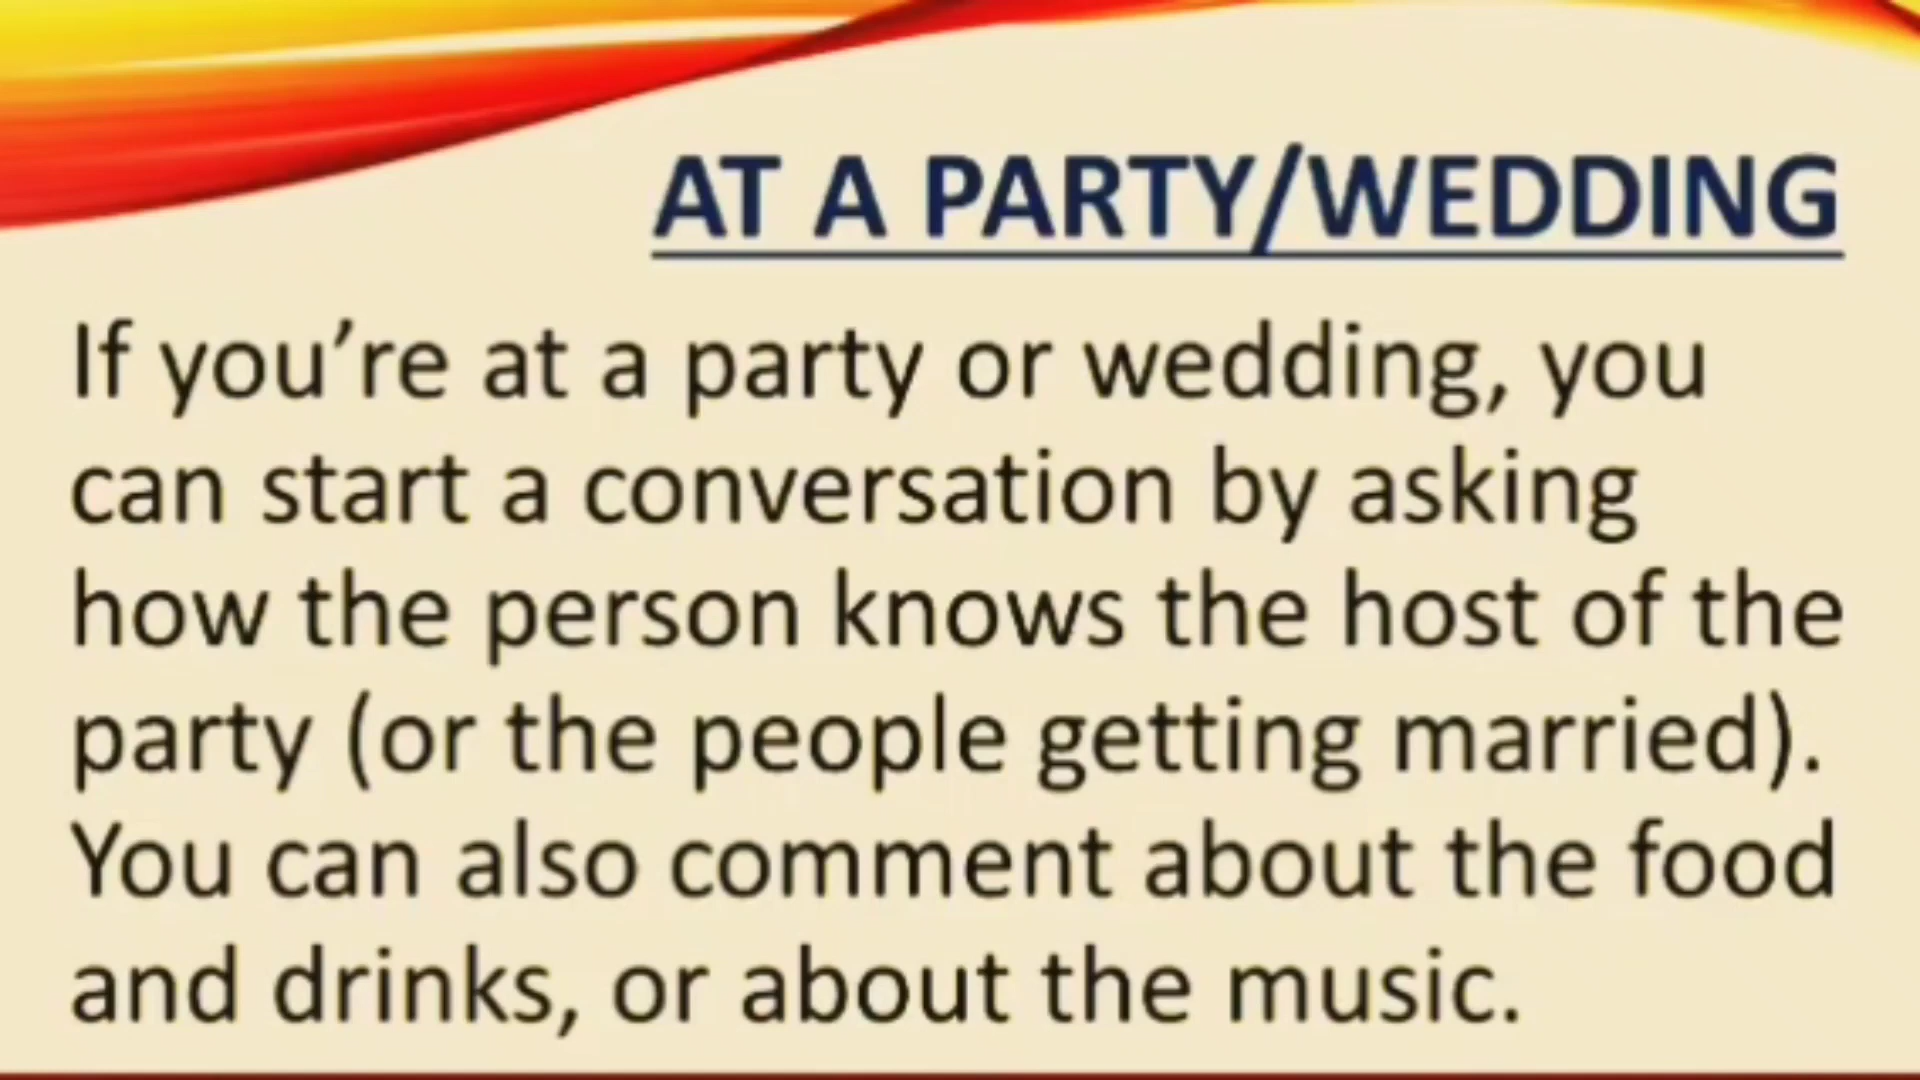 AT A PARTY/WEDDING
If you’re at a party or wedding, you
can start a conversation by asking
how the person knows the host of the
party (or the people getting married).
You can also comment about the food
and drinks, or about the music.